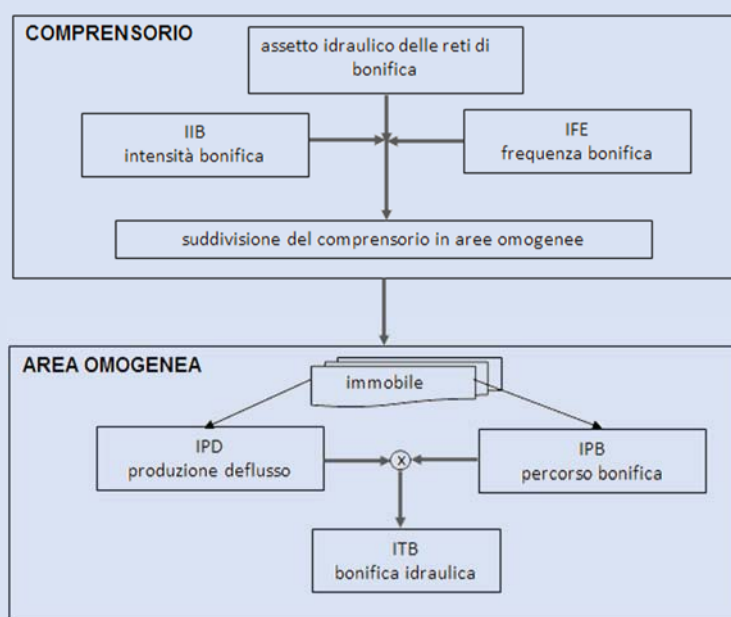 COMPRENSORIO
assetto idraulico delle reti di
bonifica
IIB
intensità bonifica
IFE
frequenza bonifica
suddivisione del comprensorio in aree omogenee
AREA OMOGENEA
immobile
IPD
produzione deflusso
x
IPB
percorso bonifica
ITB
bonifica idraulica